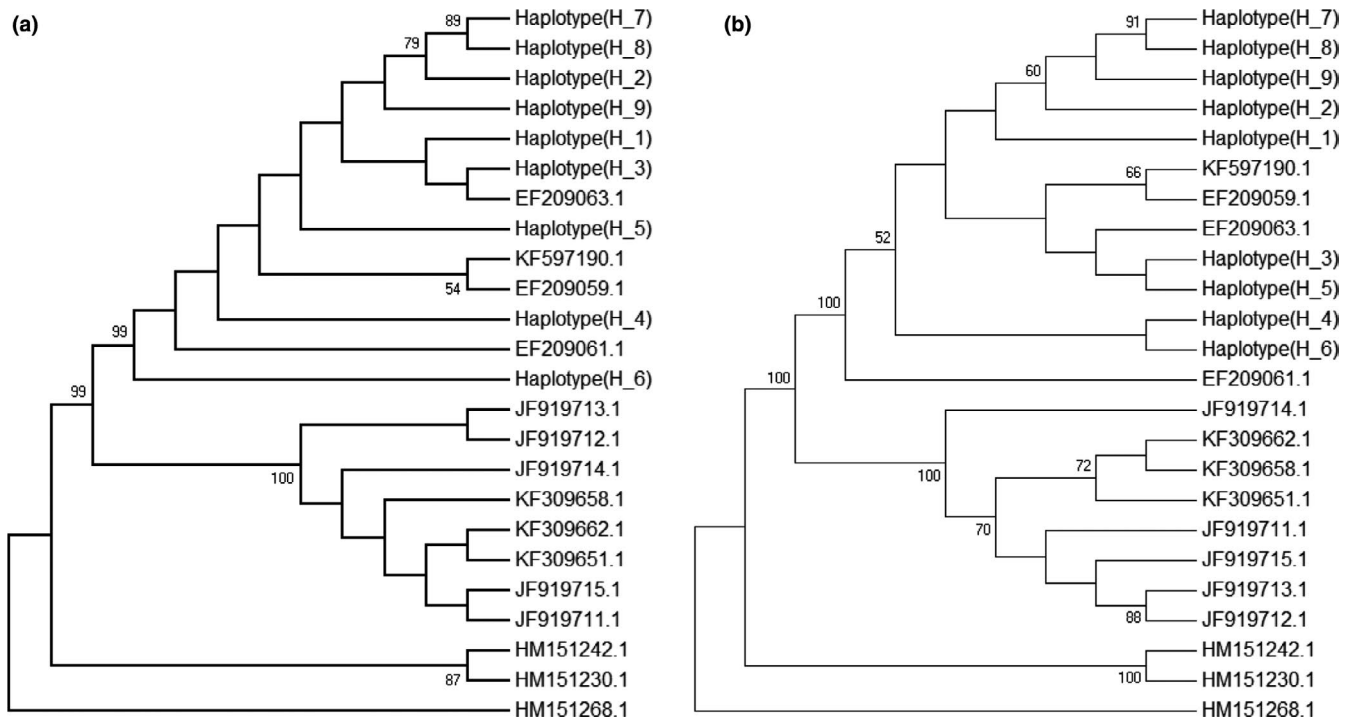 (a)
89
79
Haplotype(H_7)
Haplotype(H_8)
Haplotype(H_2)
Haplotype(H_9)
Haplotype(H_1)
Haplotype(H_3)
EF209063.1
Haplotype(H_5)
KF597190.1
54
EF209059.1
Haplotype(H_4)
99
EF209061.1
Haplotype(H_6)
99
JF919713.1
JF919712.1
100
JF919714.1
KF309658.1
KF309662.1
KF309651.1
JF919715.1
JF919711.1
HM151242.1
87
HM151230.1
HM151268.1
(b)
91
Haplotype(H_7)
Haplotype(H_8)
60
Haplotype(H_9)
Haplotype(H_2)
Haplotype(H_1)
66
KF597190.1
EF209059.1
EF209063.1
52
Haplotype(H_3)
Haplotype(H_5)
100
Haplotype(H_4)
Haplotype(H_6)
100
EF209061.1
JF919714.1
KF309662.1
72
100
KF309658.1
KF309651.1
70
JF919711.1
JF919715.1
JF919713.1
88
JF919712.1
HM151242.1
100
HM151230.1
HM151268.1